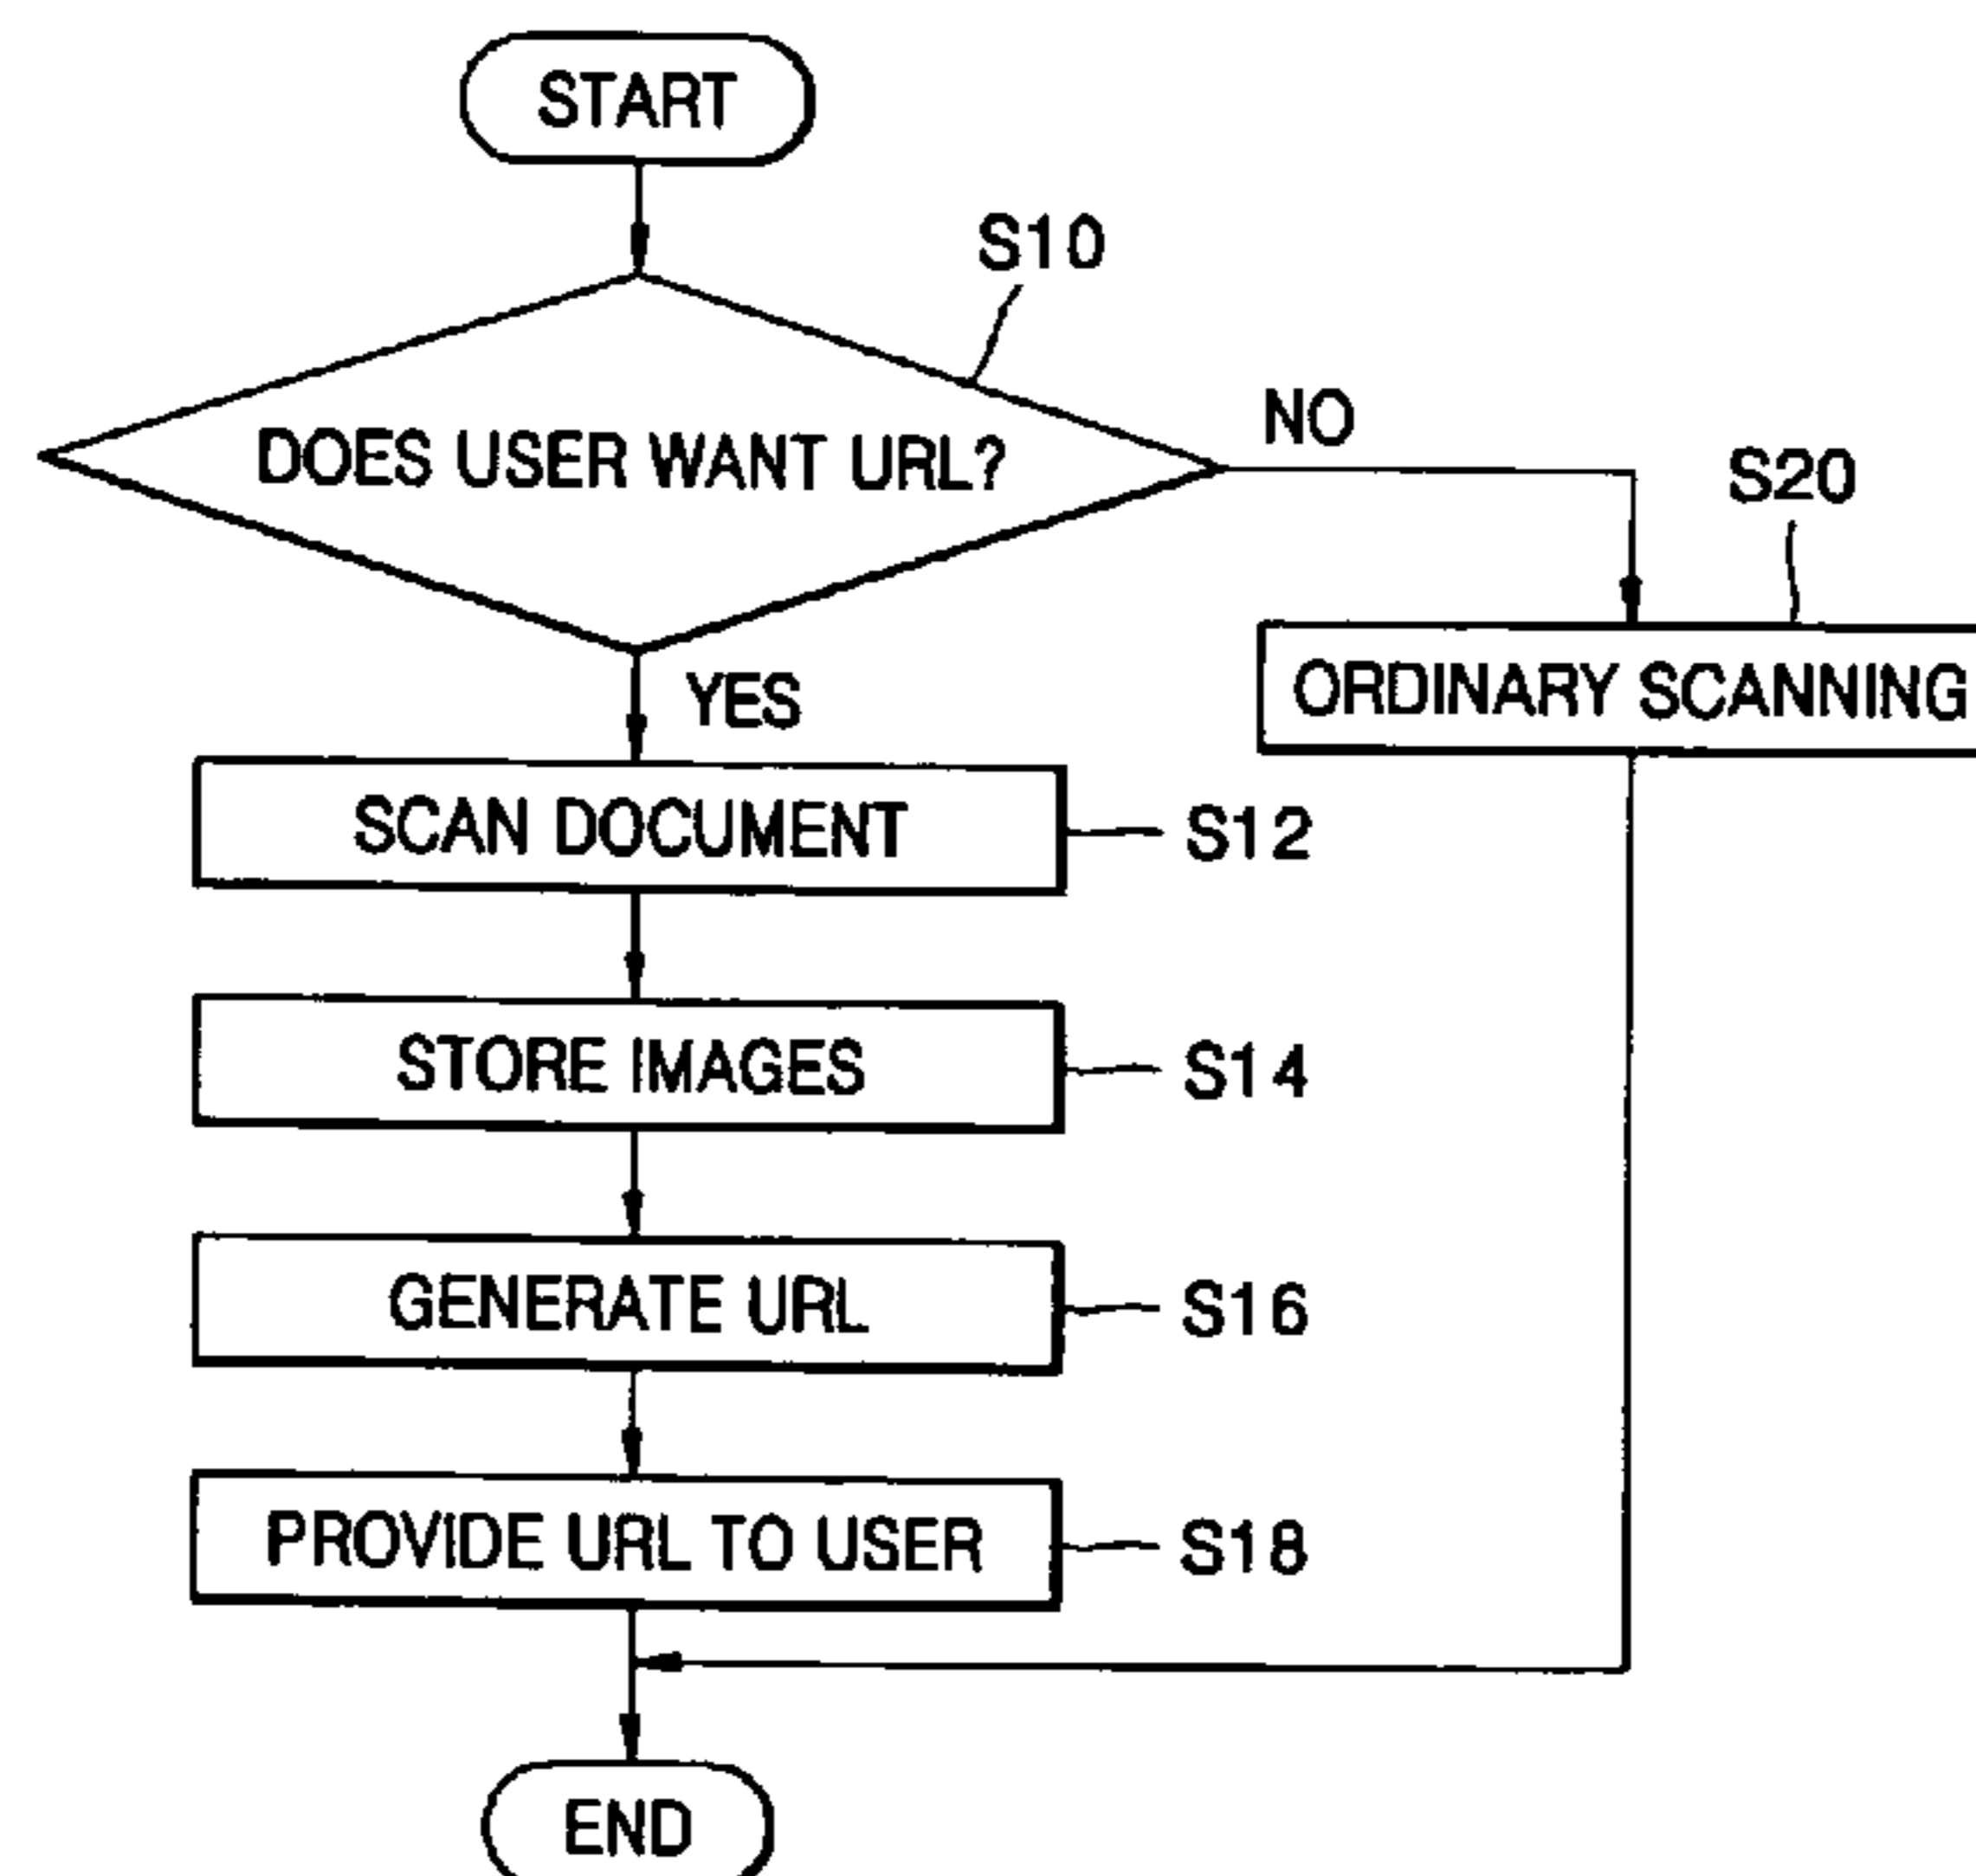 START
S10
DOES USER WANT URL?
NO
S20
ORDINARY SCANNING
YES
SCAN DOCUMENT
S12
STORE IMAGES
S14
GENERATE URL
S16
PROVIDE URL TO USER
S18
END